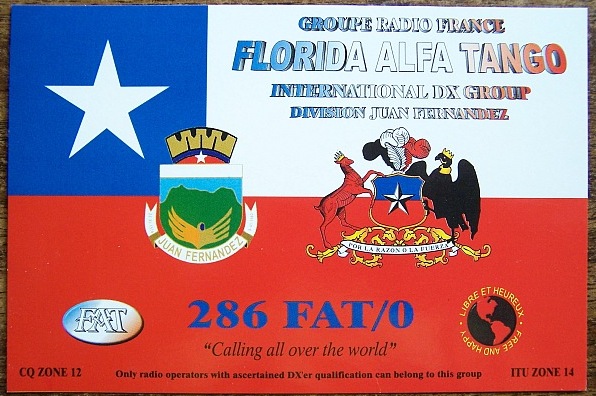 GROUPE RADIO FRANCE
FLORIDA ALFA TANGO
INTERNATIONAL DX GROUP
DIVISION JUAN FERNANDEZ
JUAN FERNANDEZ
POR LA RAZON O LA FUERZA
FAT
286 FAT/0
"Calling all over the world"
LIBRE ET HEUREUX
FREE AND HAPPY
CQ ZONE 12
Only radio operators with ascertained DX'er qualification can belong to this group
ITU ZONE 14